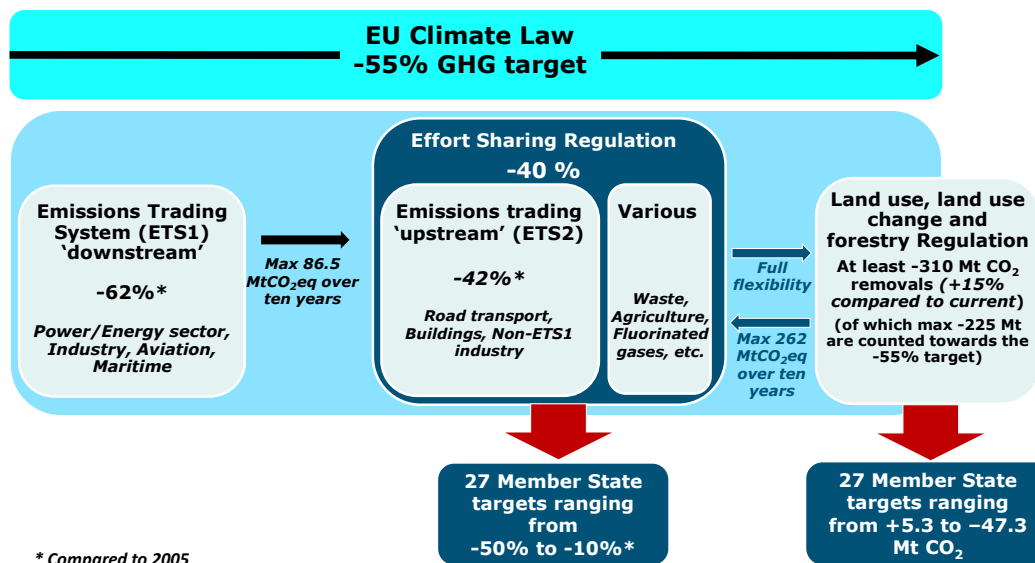 EU Climate Law
-55% GHG target
Effort Sharing Regulation
-40 %
Emissions Trading
System (ETS1)
‘downstream’
-62%*
Power/Energy sector,
Industry, Aviation,
Maritime
Max 86.5
MtCO₂eq over
ten years
Emissions trading
‘upstream’ (ETS2)
-42%*
Road transport,
Buildings, Non-ETS1
industry
Various
Waste,
Agriculture,
Fluorinated
gases, etc.
Full
flexibility
Max 262
MtCO₂eq
over ten
years
Land use, land use
change and
forestry Regulation
At least -310 Mt CO₂
removals (+15%
compared to current)
(of which max -225 Mt
are counted towards the
-55% target)
27 Member State
targets ranging
from
-50% to -10%*
27 Member State
targets ranging
from +5.3 to −47.3
Mt CO₂
* Compared to 2005